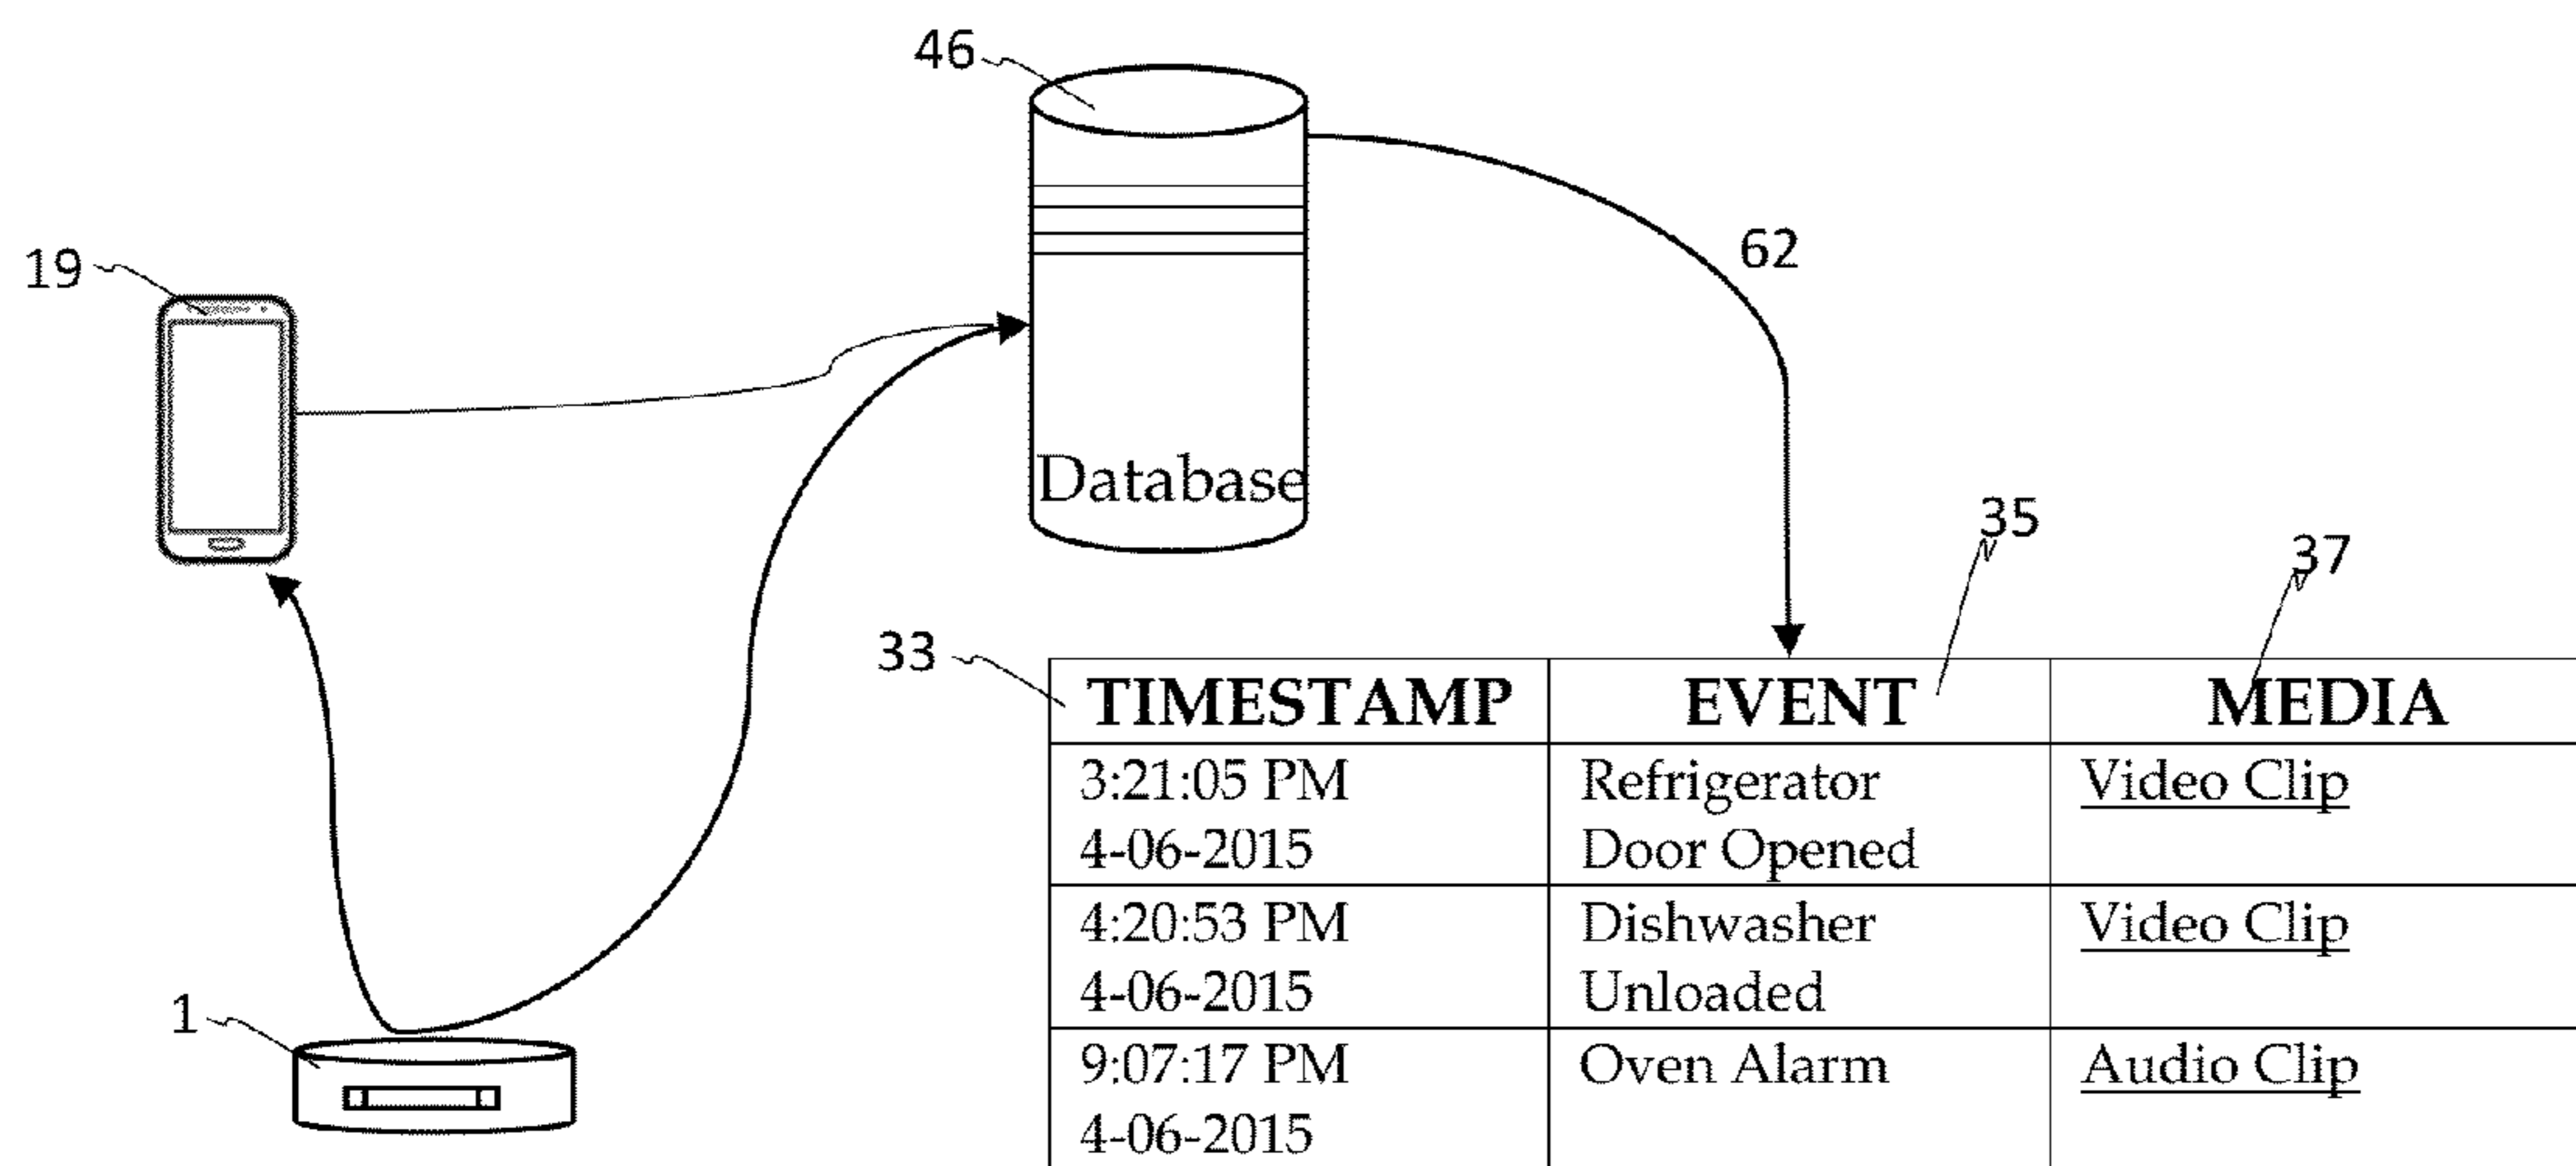 46
62
19
Database
35
37
33
TIMESTAMP EVENT MEDIA
3:21:05 PM Refrigerator Video Clip
4-06-2015 Door Opened
4:20:53 PM Dishwasher Video Clip
4-06-2015 Unloaded
9:07:17 PM Oven Alarm Audio Clip
4-06-2015
1